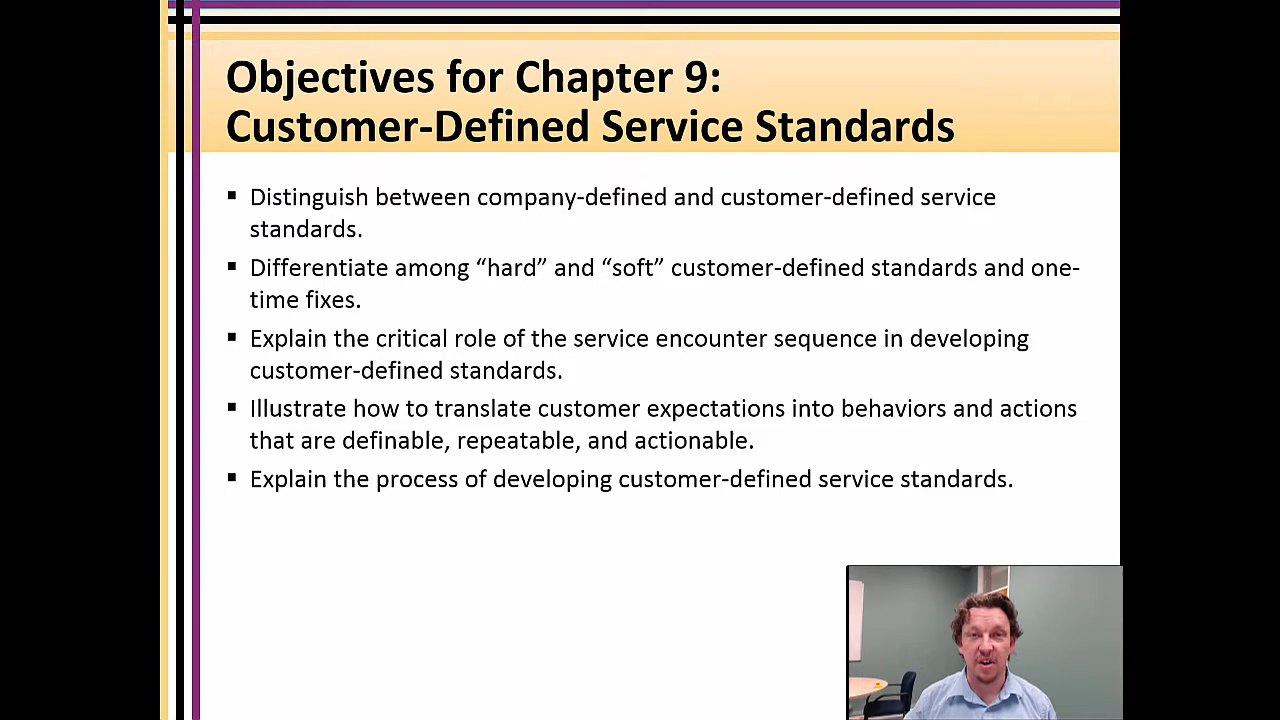 Objectives for Chapter 9:
Customer-Defined Service Standards
▪ Distinguish between company-defined and customer-defined service
standards.
▪ Differentiate among “hard” and “soft” customer-defined standards and one-
time fixes.
▪ Explain the critical role of the service encounter sequence in developing
customer-defined standards.
▪ Illustrate how to translate customer expectations into behaviors and actions
that are definable, repeatable, and actionable.
▪ Explain the process of developing customer-defined service standards.